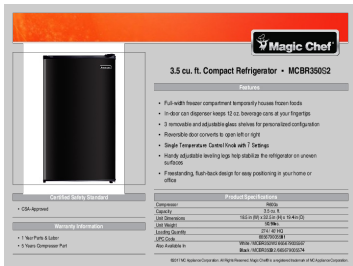 Magic Chef
3.5 cu. ft. Compact Refrigerator • MCBR350S2
Features
• Full-width freezer compartment temporarily houses frozen foods
• In-door can dispenser keeps 12 oz. beverage cans at your fingertips
• 3 removable and adjustable glass shelves for personalized configuration
• Reversible door converts to open left or right
• Single Temperature Control Knob with 7 Settings
• Handy adjustable leveling legs help stabilizes the refrigerator on uneven
surfaces
• Freestanding, flush-back design for easy positioning in your home or
office
Certified Safety Standard
• CSA-Approved
Warranty Information
• 1 Year Parts & Labor
• 5 Years Compressor Part
Product Specifications
Compressor R600a
Capacity 3.5 cu. ft.
Unit Dimensions
Unit Weight
Loading Quantity
UPC Code
Also Available In